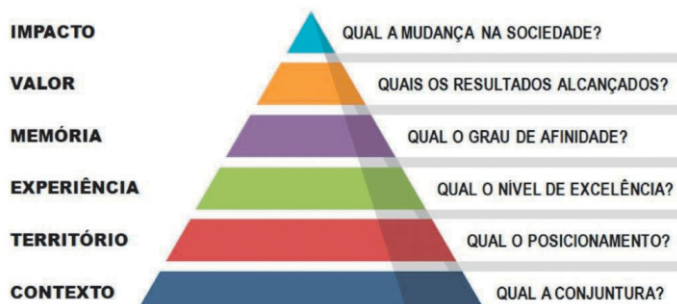 IMPACTO QUAL A MUDANÇA NA SOCIEDADE?
VALOR QUAIS OS RESULTADOS ALCANÇADOS?
MEMÓRIA QUAL O GRAU DE AFINIDADE?
EXPERIÊNCIA QUAL O NÍVEL DE EXCELÊNCIA?
TERRITÓRIO QUAL O POSICIONAMENTO?
CONTEXTO QUAL A CONJUNTURA?